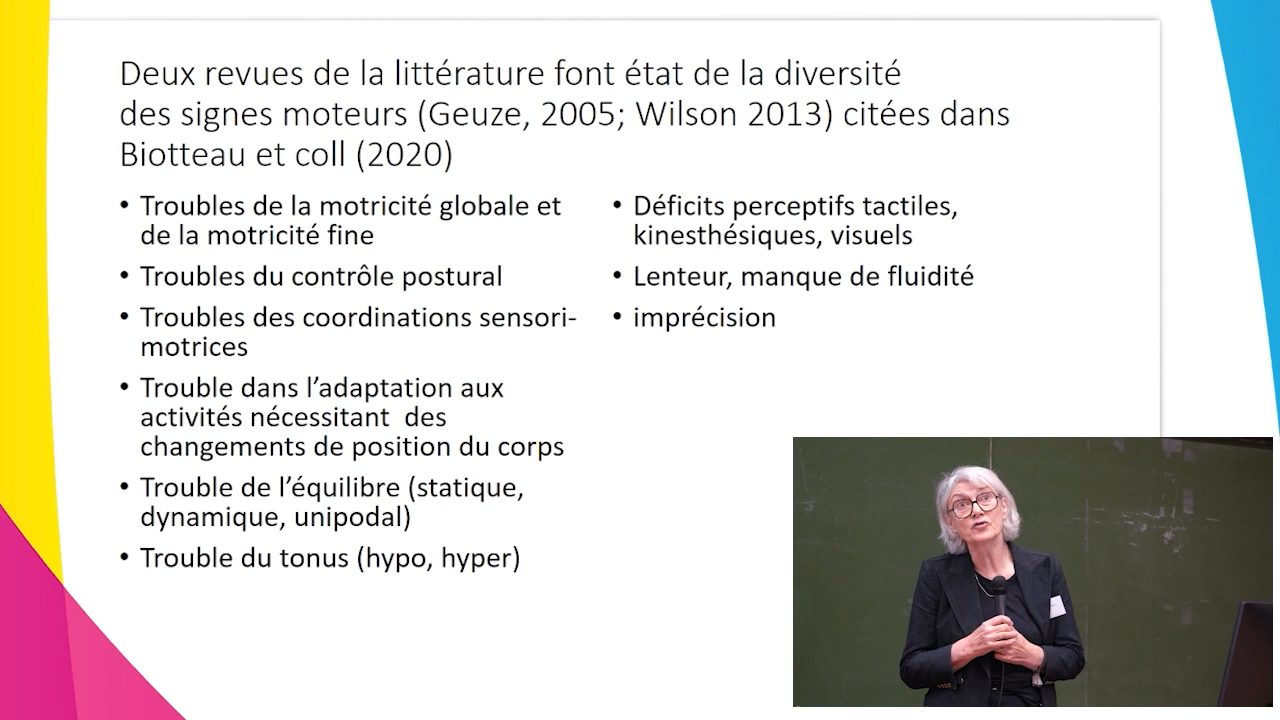 Deux revues de la littérature font état de la diversité
des signes moteurs (Geuze, 2005; Wilson 2013) citées dans
Biotteau et coll (2020)
• Troubles de la motricité globale et
de la motricité fine
• Troubles du contrôle postural
• Troubles des coordinations sensori-
motrices
• Trouble dans l’adaptation aux
activités nécessitant  des
changements de position du corps
• Trouble de l’équilibre (statique,
dynamique, unipodal)
• Trouble du tonus (hypo, hyper)
• Déficits perceptifs tactiles,
kinesthésiques, visuels
• Lenteur, manque de fluidité
• imprécision